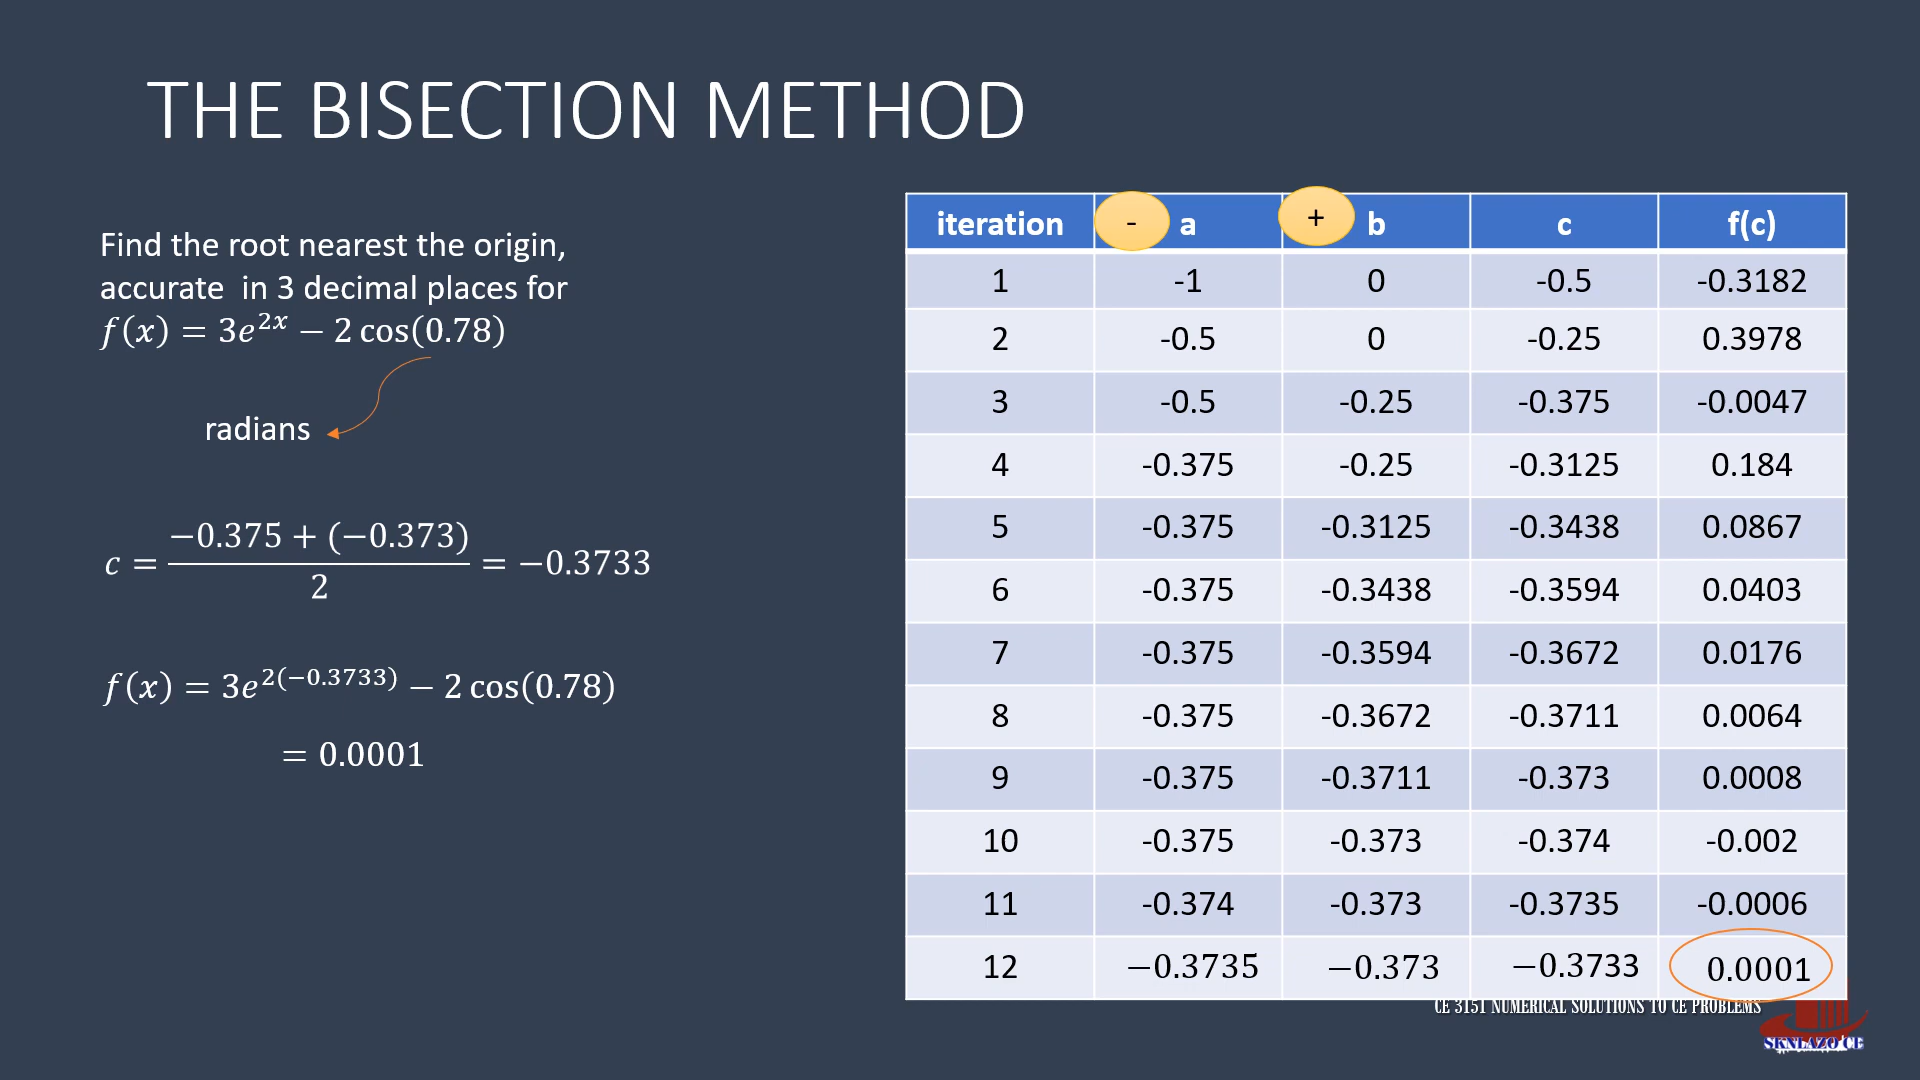 THE BISECTION METHOD
Find the root nearest the origin,
accurate in 3 decimal places for
f(x) = 3e^{2x} − 2 cos(0.78)
radians
c = \frac{−0.375 + (−0.373)}{2} = −0.3733
f(x) = 3e^{2(−0.3733)} − 2 cos(0.78)
= 0.0001
iteration - a + b c f(c)
1 -1 0 -0.5 -0.3182
2 -0.5 0 -0.25 0.3978
3 -0.5 -0.25 -0.375 -0.0047
4 -0.375 -0.25 -0.3125 0.184
5 -0.375 -0.3125 -0.3438 0.0867
6 -0.375 -0.3438 -0.3594 0.0403
7 -0.375 -0.3594 -0.3672 0.0176
8 -0.375 -0.3672 -0.3711 0.0064
9 -0.375 -0.3711 -0.373 0.0008
10 -0.375 -0.373 -0.374 -0.002
11 -0.374 -0.373 -0.3735 -0.0006
12 −0.3735 −0.373 −0.3733 0.0001
CE 3151 NUMERICAL SOLUTIONS TO CE PROBLEMS
SKNLAZO CE